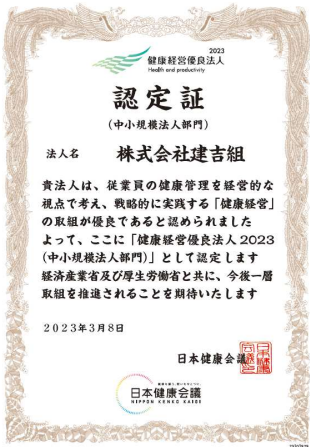 2023
健康経営優良法人
Health and productivity
認定証
(中小規模法人部門)
法人名 株式会社建吉組
貴法人は、従業員の健康管理を経営的な
視点で考え、戦略的に実践する「健康経営」
の取組が優良であると認められました
よって、ここに「健康経営優良法人2023
(中小規模法人部門)」として認定します
経済産業省及び厚生労働省と共に、今後一層
取組を推進されることを期待いたします
2023年3月8日
日本健康会議
日本健康会議
NIPPON KENKO KAIGI